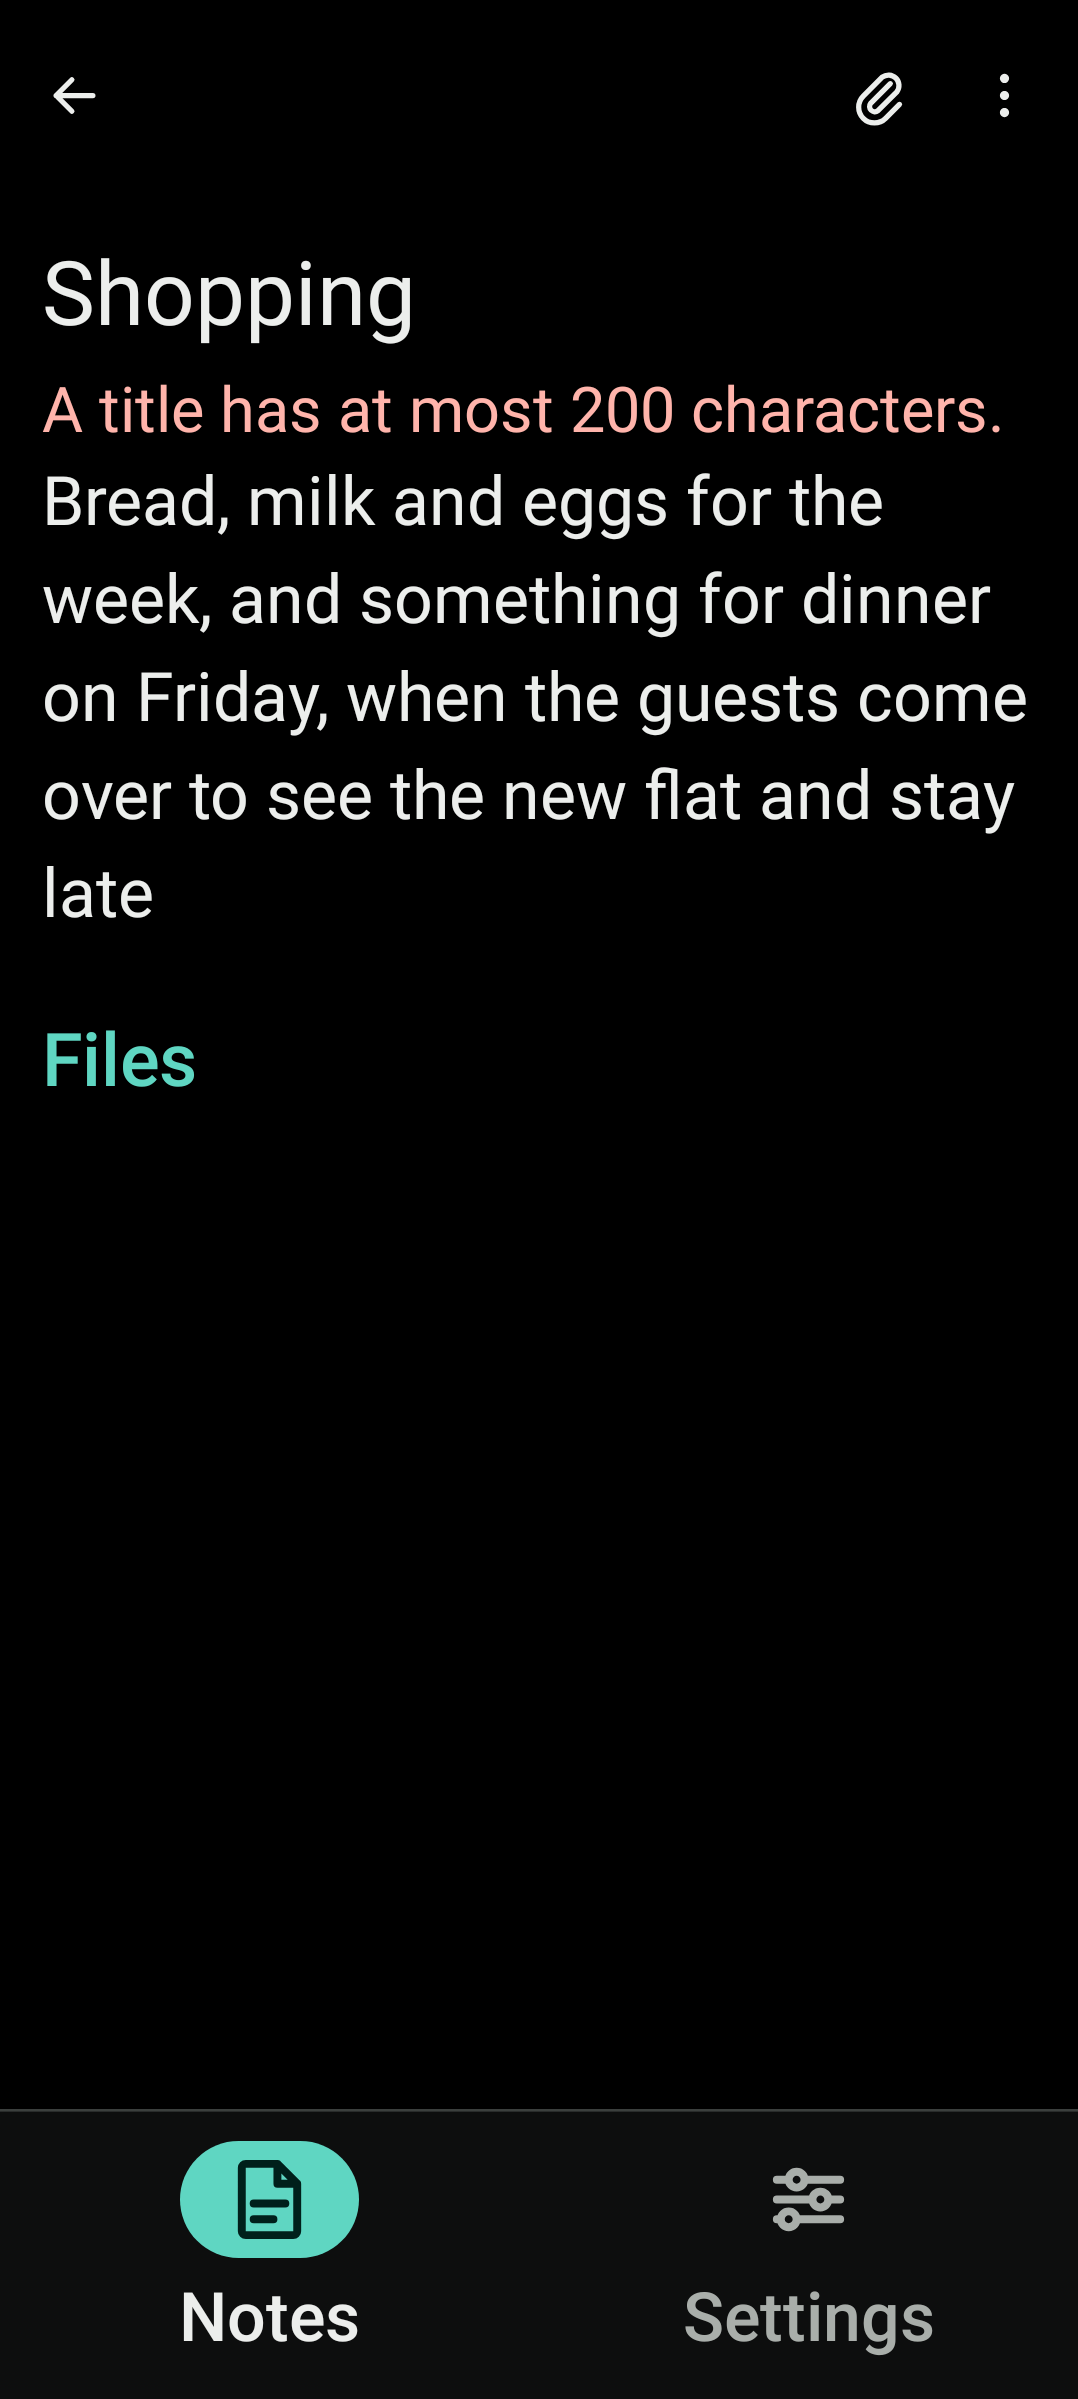 Shopping
A title has at most 200 characters.
Bread, milk and eggs for the
week, and something for dinner
on Friday, when the guests come
over to see the new flat and stay
late
Files
Notes
Settings